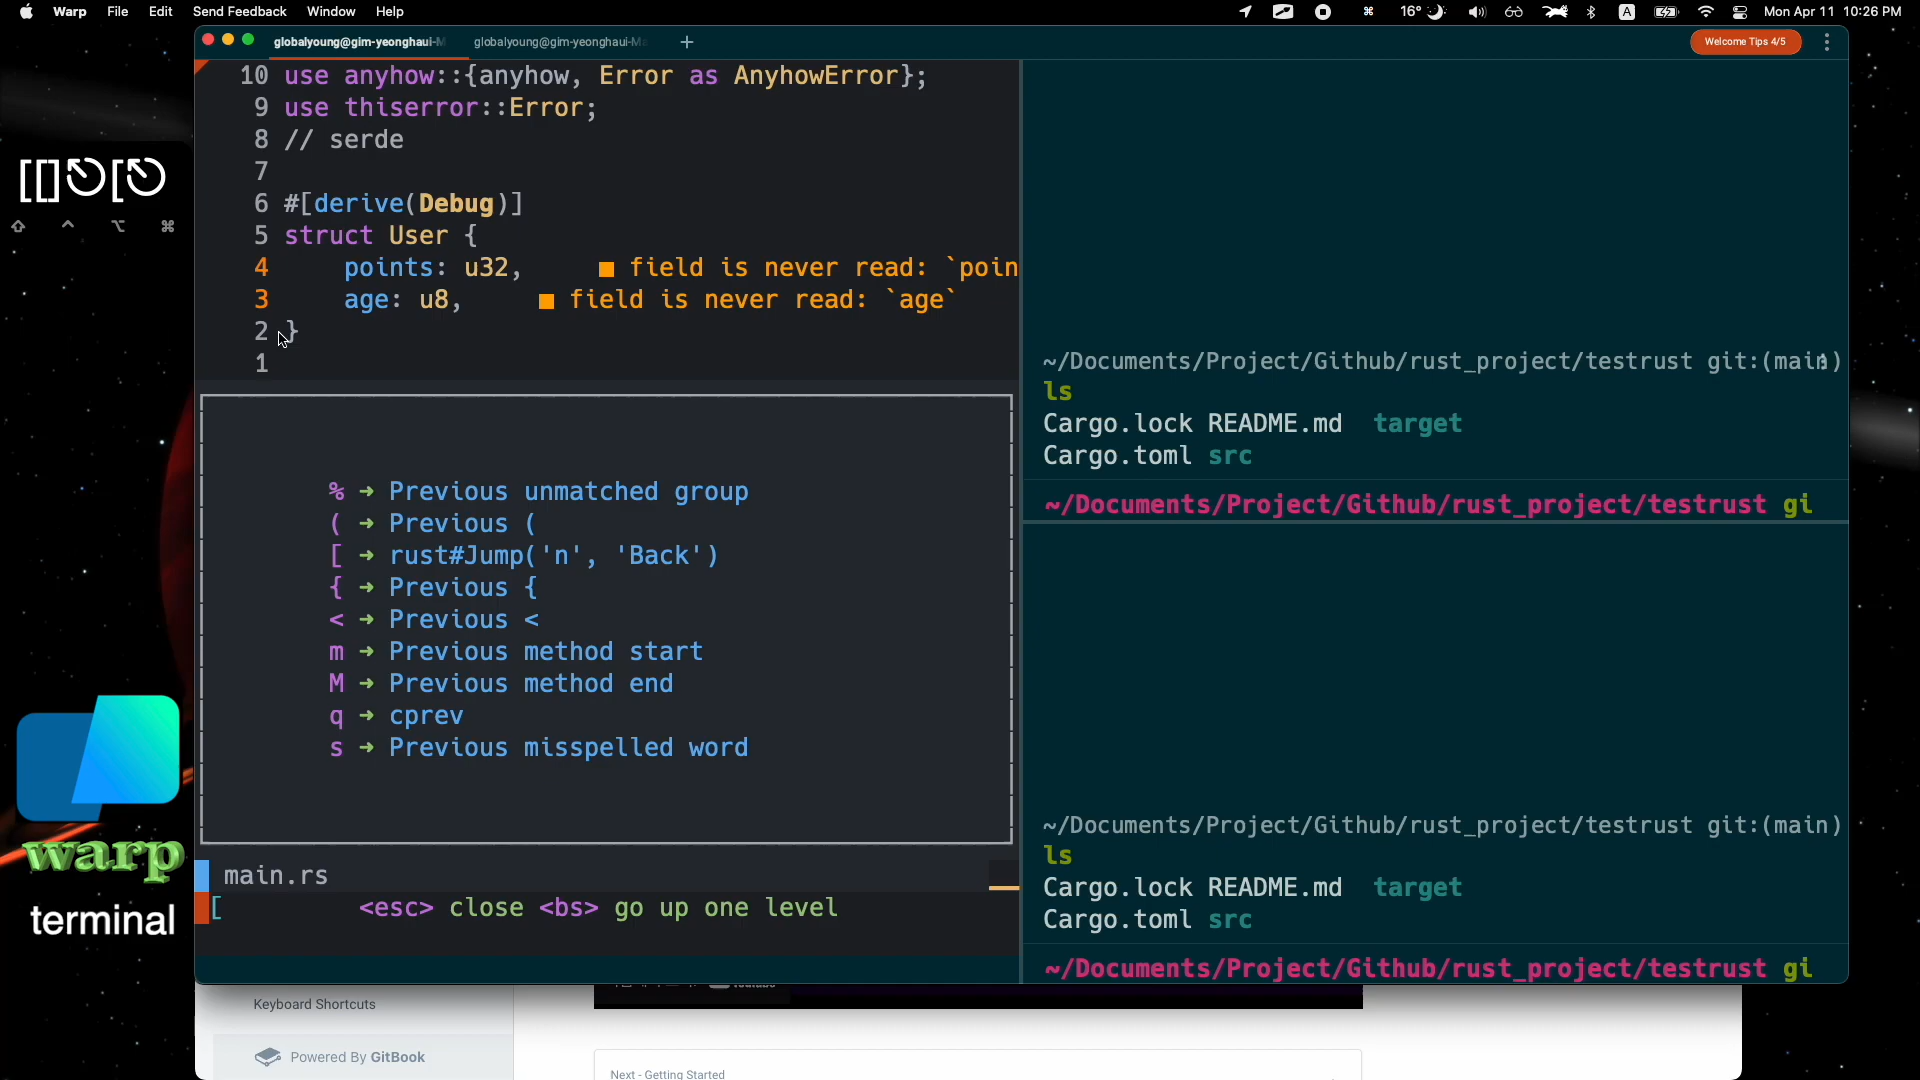 Warp File Edit Send Feedback Window Help
16° A Mon Apr 11 10:26 PM
globalyoung@gim-yeonghaui-M globalyoung@gim-yeonghaui-Ma + Welcome Tips 4/5
10 use anyhow::{anyhow, Error as AnyhowError};
9 use thiserror::Error;
8 // serde
7
6 #[derive(Debug)]
5 struct User {
4 points: u32, ■ field is never read: `poin
3 age: u8, ■ field is never read: `age`
2 }
1
% → Previous unmatched group
( → Previous (
[ → rust#Jump('n', 'Back')
{ → Previous {
< → Previous <
m → Previous method start
M → Previous method end
q → cprev
s → Previous misspelled word
main.rs
[ <esc> close <bs> go up one level
~/Documents/Project/Github/rust_project/testrust git:(main)
ls
Cargo.lock README.md target
Cargo.toml src
~/Documents/Project/Github/rust_project/testrust gi
~/Documents/Project/Github/rust_project/testrust git:(main)
ls
Cargo.lock README.md target
Cargo.toml src
~/Documents/Project/Github/rust_project/testrust gi
[[]⎋[⎋
⇧ ⌃ ⌥ ⌘
warp
terminal
Keyboard Shortcuts
Powered By GitBook
Next - Getting Started